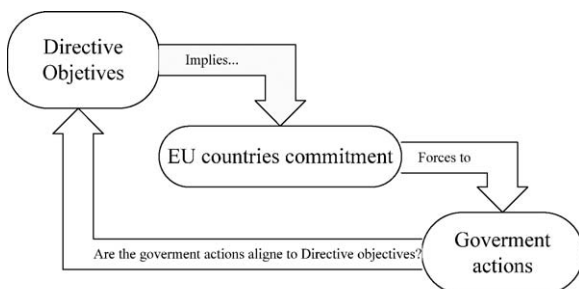 Directive
Objetives
Implies...
EU countries commitment
Forces to
Goverment
actions
Are the goverment actions aligne to Directive objectives?